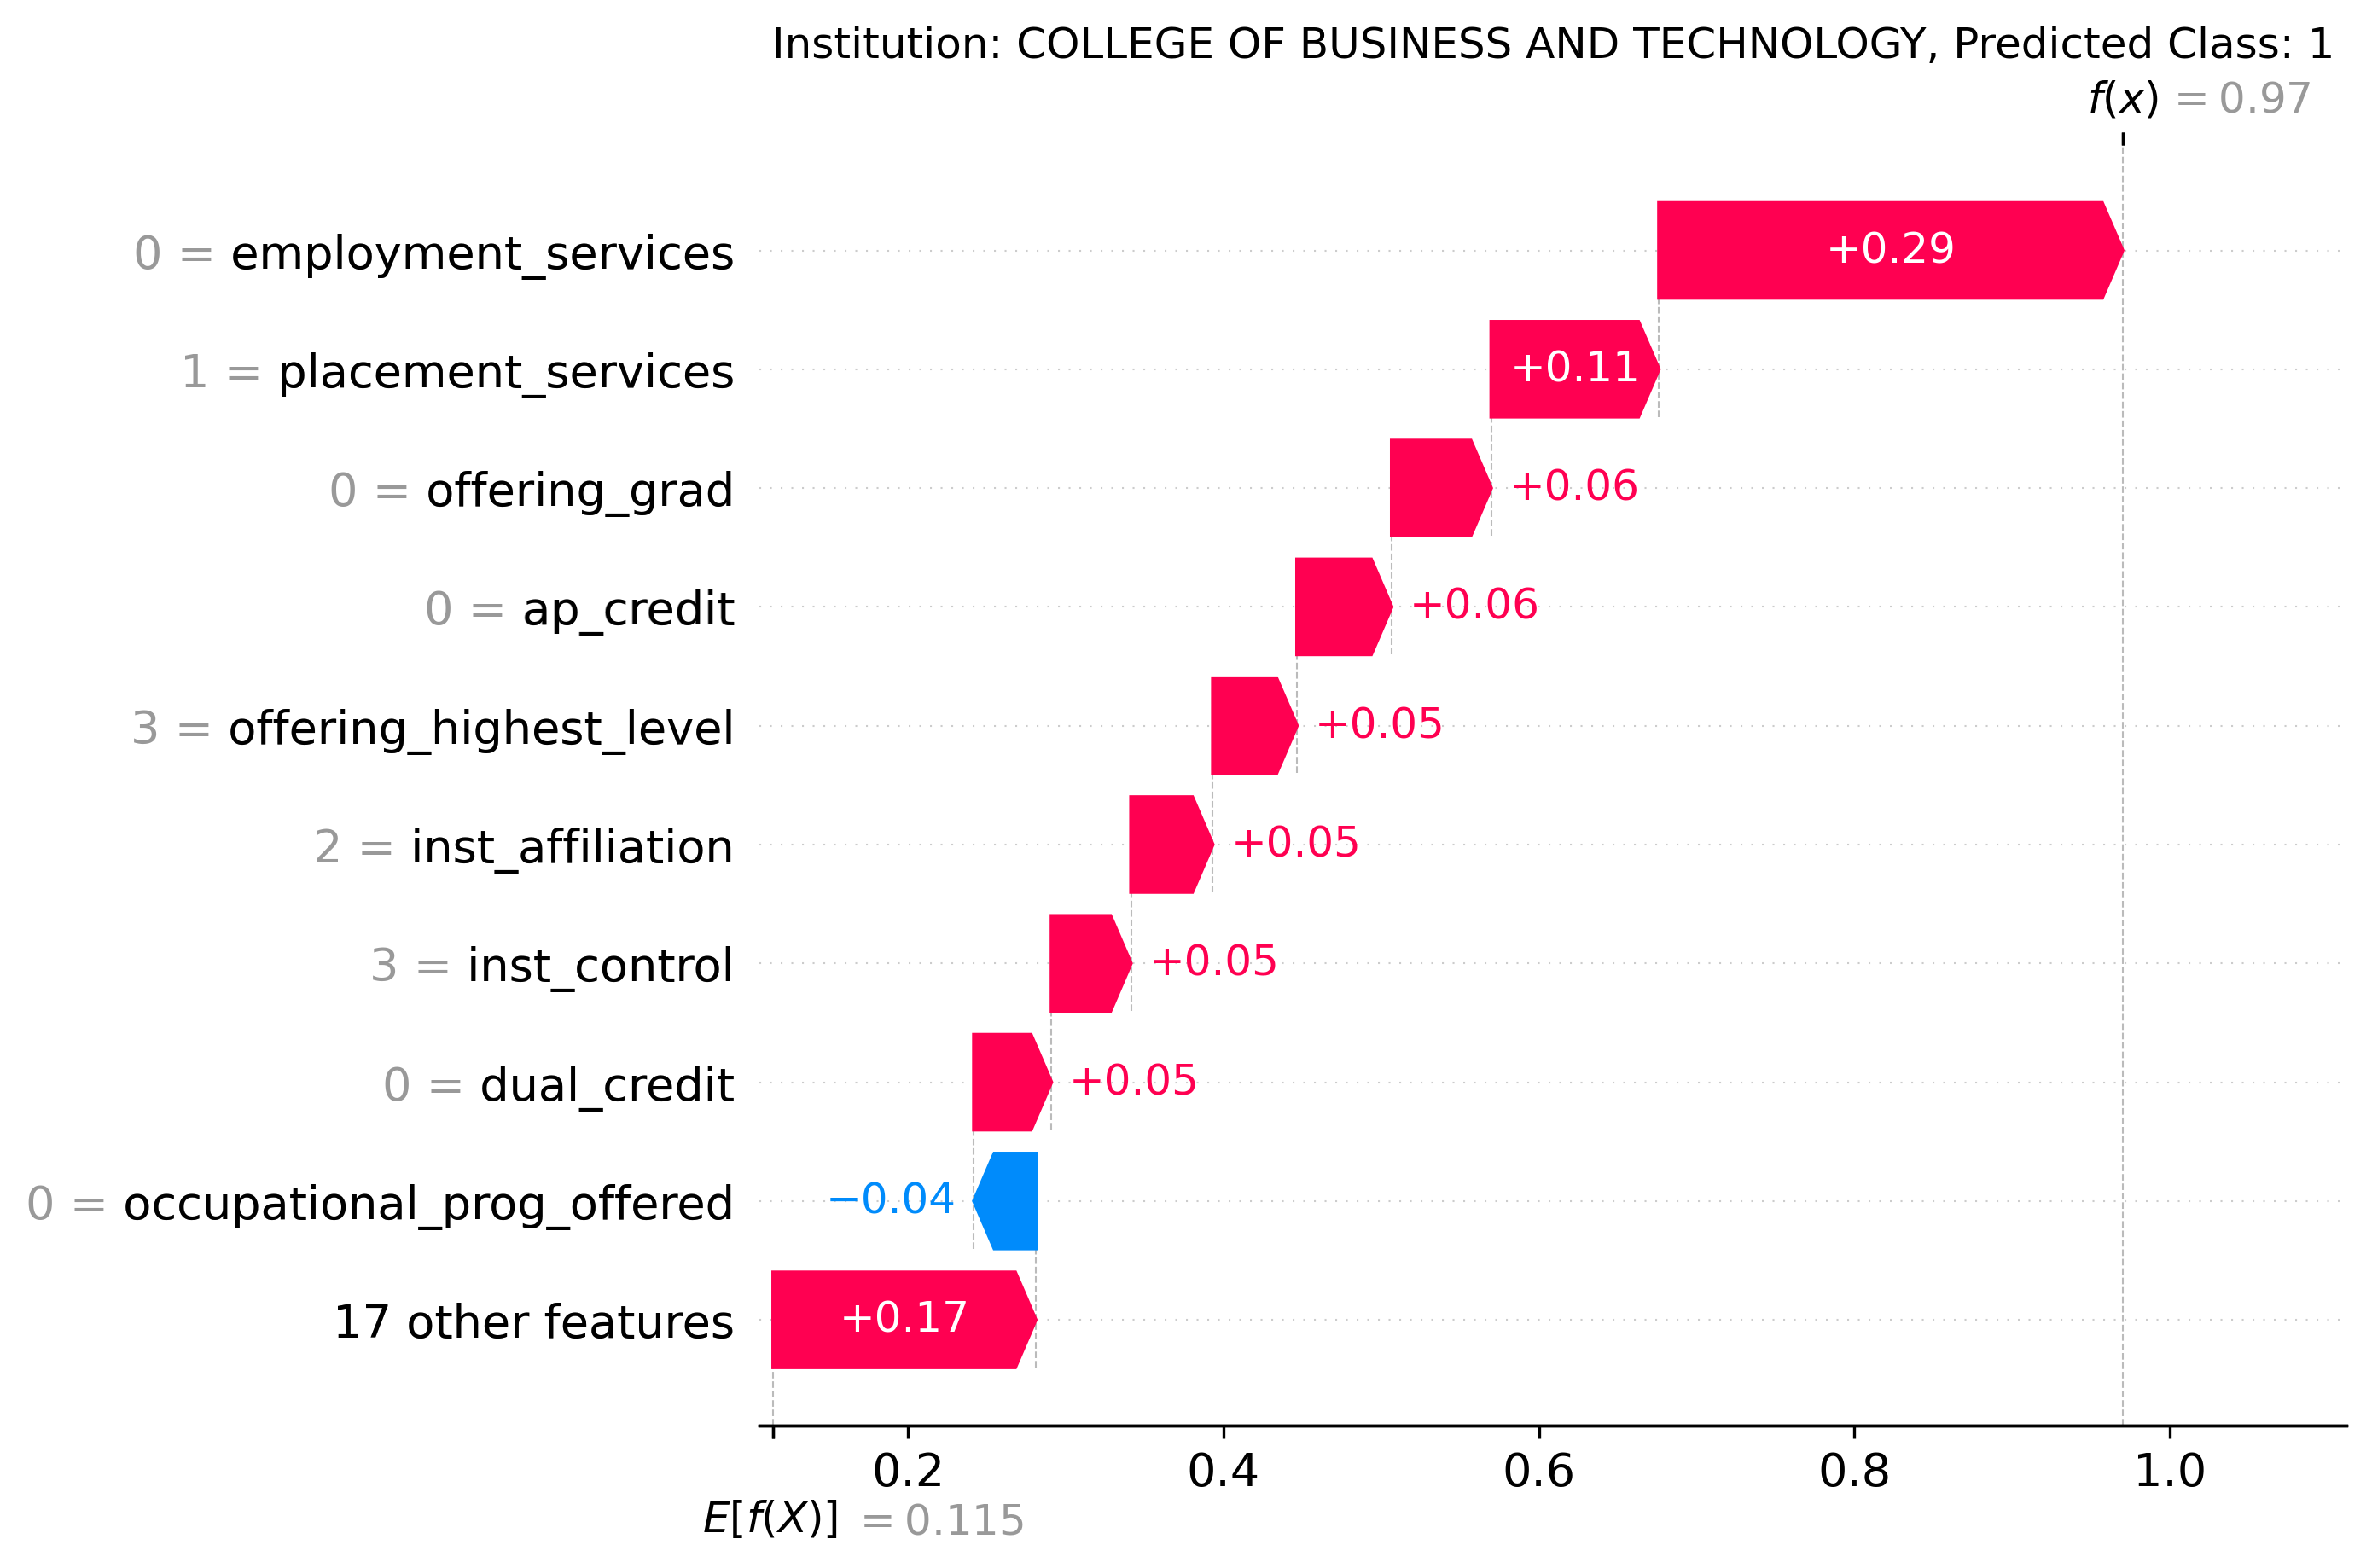 Institution: COLLEGE OF BUSINESS AND TECHNOLOGY, Predicted Class: 1
f(x) = 0.97
0 = employment_services +0.29
1 = placement_services +0.11
0 = offering_grad +0.06
0 = ap_credit +0.06
3 = offering_highest_level +0.05
2 = inst_affiliation +0.05
3 = inst_control +0.05
0 = dual_credit +0.05
0 = occupational_prog_offered −0.04
17 other features +0.17
0.2 0.4 0.6 0.8 1.0
E[f(X)] = 0.115